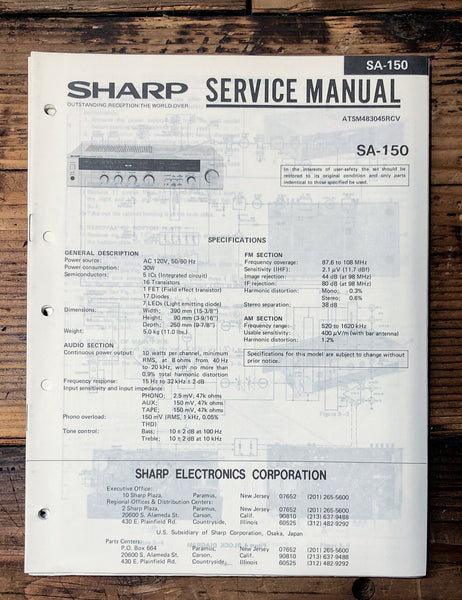 SA-150
SHARP SERVICE MANUAL
OUTSTANDING RECEPTION THE WORLD OVER
ATSM483045RCV
SA-150
In the interests of user-safety the set should be
restored to its original condition and only parts
indentical to those specified be used.
SPECIFICATIONS
GENERAL DESCRIPTION
Power source: AC 120V, 50/60 Hz
Power consumption: 30W
Semiconductors: 5 ICs (Integrated circuit)
16 Transistors
1 FET (Field effect transistor)
17 Diodes
7 LEDs (Light emitting diode)
Dimensions: Width; 390 mm (15-3/8")
Height; 90 mm (3-9/16")
Depth; 250 mm (9-7/8")
Weight: 5.0 kg (11.0 lbs.)
AUDIO SECTION
Continuous power output: 10 watts per channel, minimum
RMS, at 8 ohms from 40 Hz
to 20 kHz, with no more than
0.9% total harmonic distortion
Frequency response: 15 Hz to 32 kHz ± 2 dB
Input sensitivity and input impedance:
PHONO; 2.5 mV, 47k ohms
AUX; 150 mV, 47k ohms
TAPE; 150 mV, 47k ohms
Phono overload: 150 mV (RMS, 1 kHz, 0.05%
THD)
Tone control: Bass; 10 ± 2 dB at 100 Hz
Treble; 10 ± 2 dB at 10 kHz
FM SECTION
Frequency coverage: 87.6 to 108 MHz
Sensitivity (IHF): 2.1 μV (11.7 dBf)
Image rejection: 44 dB (at 98 MHz)
IF rejection: 80 dB (at 98 MHz)
Harmonic distortion: Mono; 0.3%
Stereo; 0.6%
Stereo separation: 38 dB
AM SECTION
Frequency range: 520 to 1620 kHz
Usable sensitivity: 400 μV/m (with bar antenna)
Harmonic distortion: 1.2%
Specifications for this model are subject to change without
prior notice.
SHARP ELECTRONICS CORPORATION
Executive Office:
10 Sharp Plaza, Paramus, New Jersey 07652 (201) 265-5600
Regional Offices & Distribution Centers:
2 Sharp Plaza, Paramus, New Jersey 07652 (201) 265-5600
20600 S. Alameda St. Carson, Calif. 90810 (213) 637-9488
430 E. Plainfield Rd. Countryside, Illinois 60525 (312) 482-9292
U.S. Subsidiary of Sharp Corporation, Osaka, Japan
Parts Centers:
P.O. Box 664 Paramus, New Jersey 07652 (201) 265-5600
20600 S. Alameda St. Carson, Calif. 90810 (213) 637-9488
430 E. Plainfield Rd. Countryside, Illinois 60525 (312) 482-9292